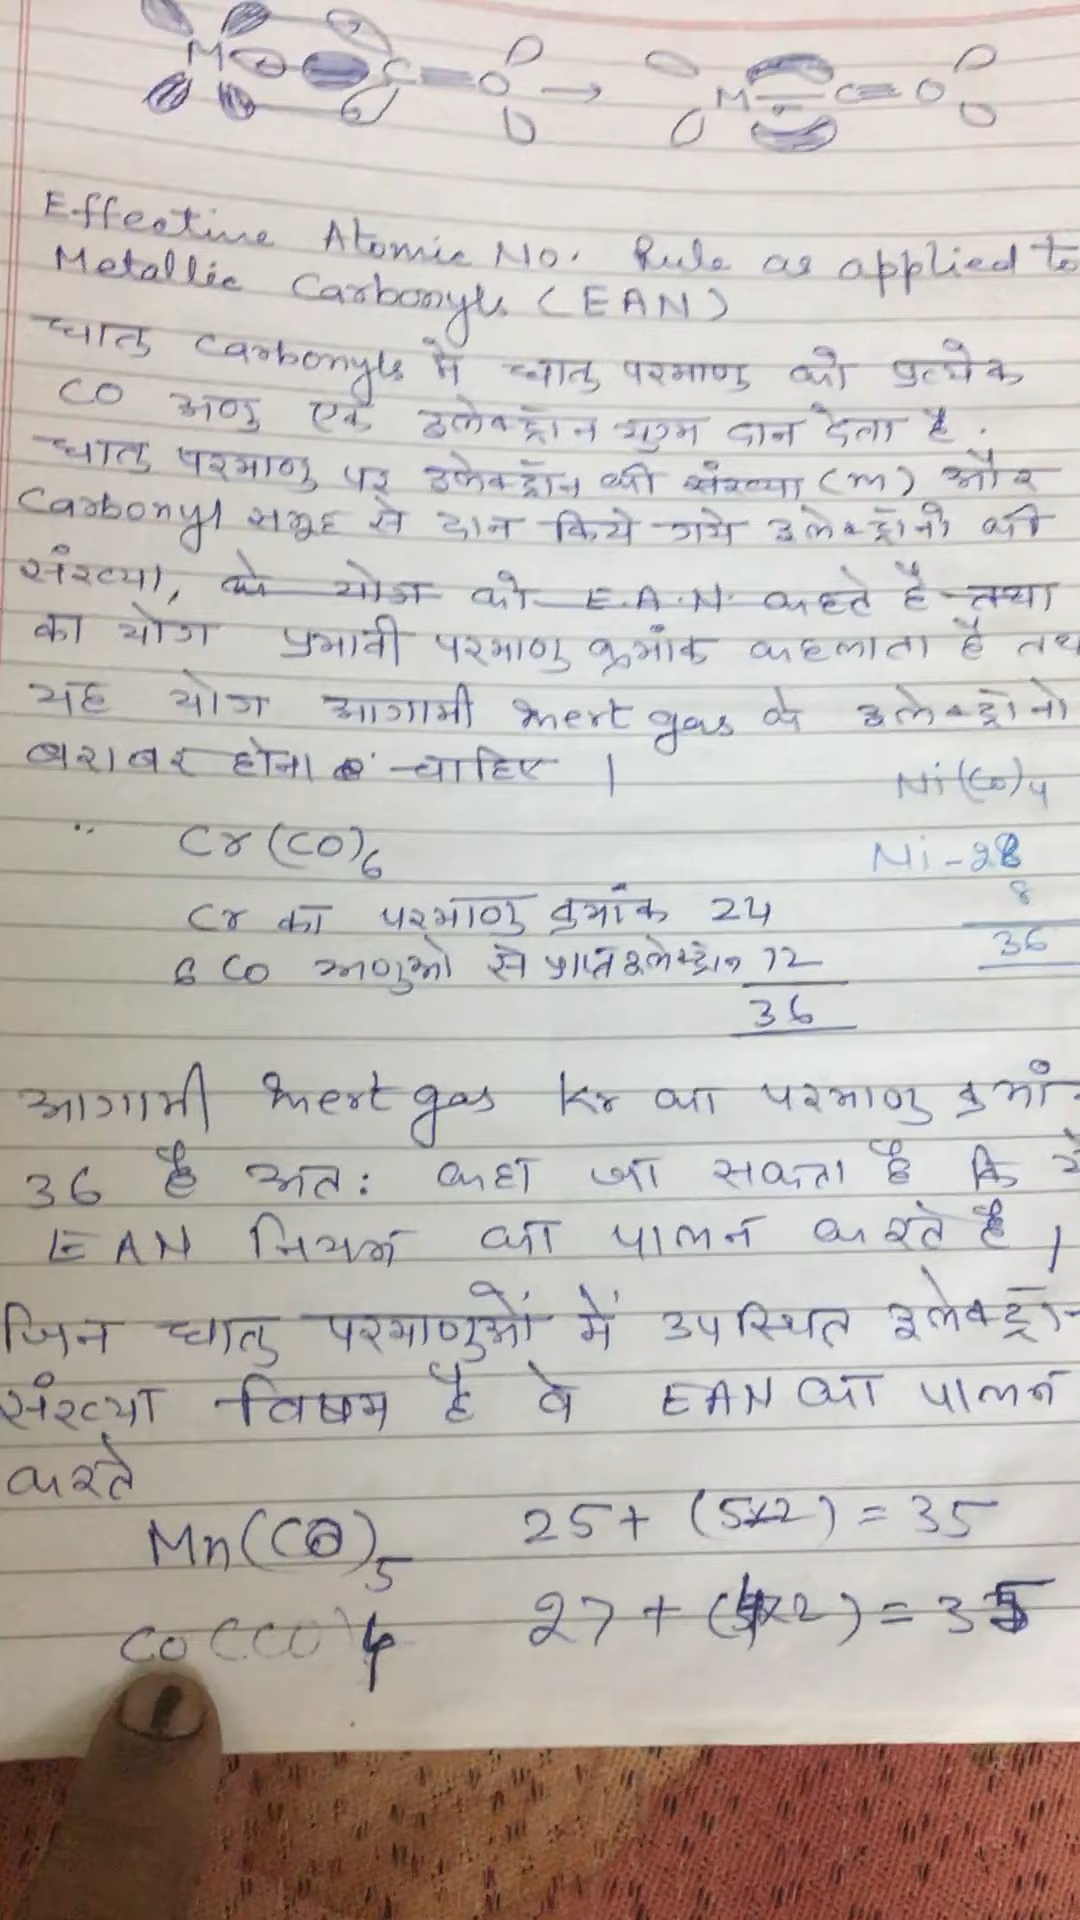 M C≡O → M=C=O
Effective Atomic No. Rule as applied to
Metallic Carbonyls (EAN)
धातु Carbonyls में धातु परमाणु को प्रत्येक
CO अणु एक इलेक्ट्रॉन युग्म दान देता है.
धातु परमाणु पर इलेक्ट्रॉन की संख्या (m) और
Carbonyl समूह से दान किये गये इलेक्ट्रॉनो की
संख्या, के योग को E.A.N. कहते है तथा
का योग प्रभावी परमाणु क्रमांक कहलाता है तथ
यह योग आगामी Inert gas के इलेक्ट्रॉनो
बराबर होना चाहिए |
Ni(CO)4
∵ Cr(CO)6
Ni-28
8
36
Cr का परमाणु क्रमांक 24
6 CO अणुओ से प्राप्त इलेक्ट्रॉन 12
36
आगामी Inert gas Kr का परमाणु क्रमां
36 है अतः कहा जा सकता है कि ये
EAN नियम का पालन करते है |
जिन धातु परमाणुओं में उपस्थित इलेक्ट्रॉ
संख्या विषम है वे EAN का पालन
करते
Mn(CO)5 25+(5×2)=35
Co(CO)4 27+(4×2)=35